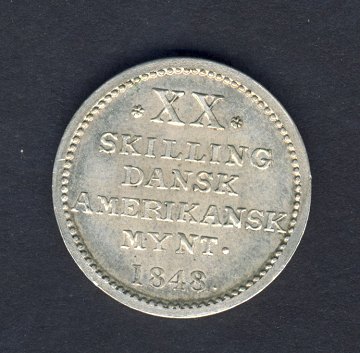 * XX *
SKILLING
DANSK
AMERIKANSK
MYNT.
1848.